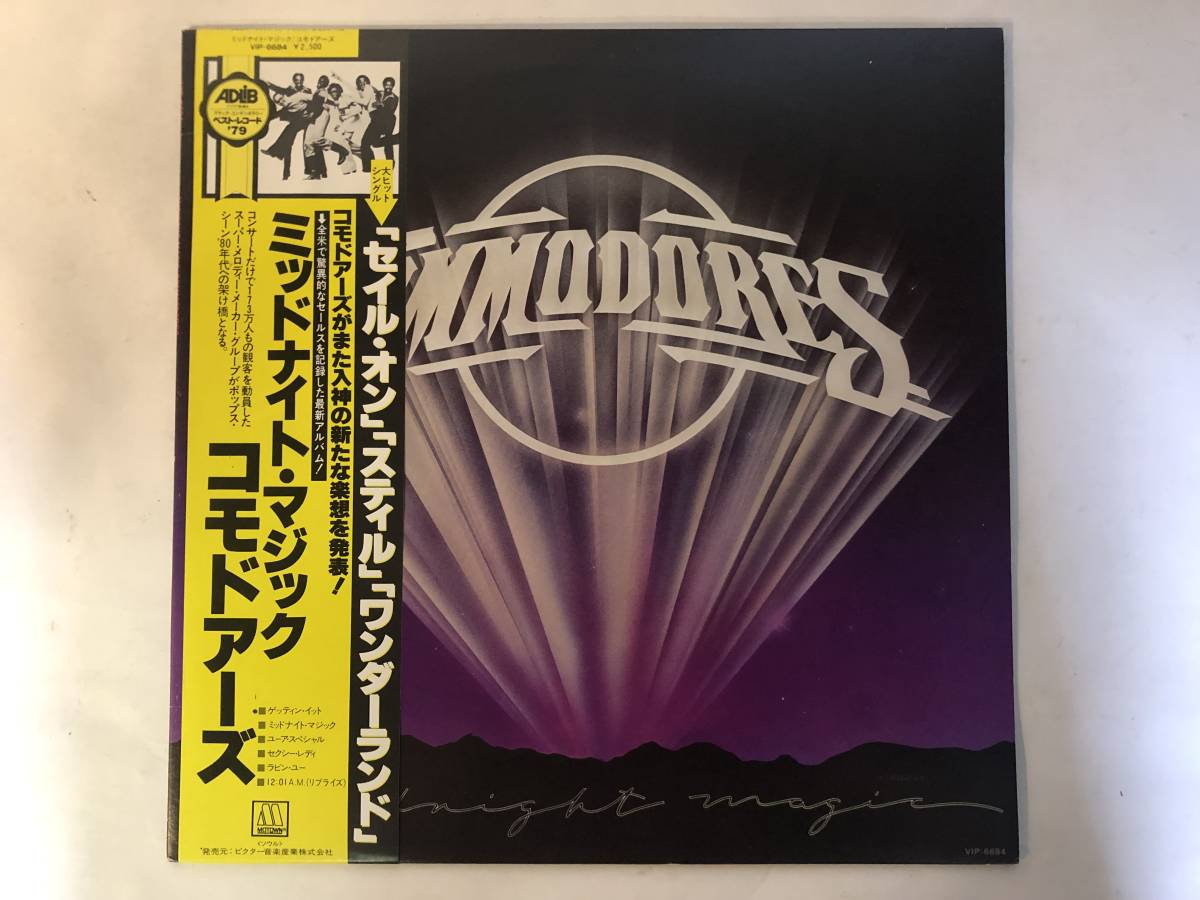 ミッドナイト・マジック/コモドアーズ
VIP-6684 ¥2,500
ADLiB
ベスト・レコード
'79
大ヒット
シングル
「セイル・オン」「スティル」「ワンダーランド」
コモドアーズがまた入神の新たな楽想を発表!
全米で驚異的なセールスを記録した最新アルバム!
ミッドナイト・マジック
コモドアーズ
コンサートだけで173万人もの観客を動員した
スーパー・メロディー・メーカー・グループがポップス・
シーン'80年代への架け橋となる。
●■ゲッティン・イット
■ミッドナイト・マジック
■ユーア・スペシャル
■セクシー・レディ
■ラビン・ユー
■12:01 A.M.(リプライズ)
M
MOTOWN
<ソウル>
*発売元:ビクター音楽産業株式会社
MMODORES
night magic
VIP-6684